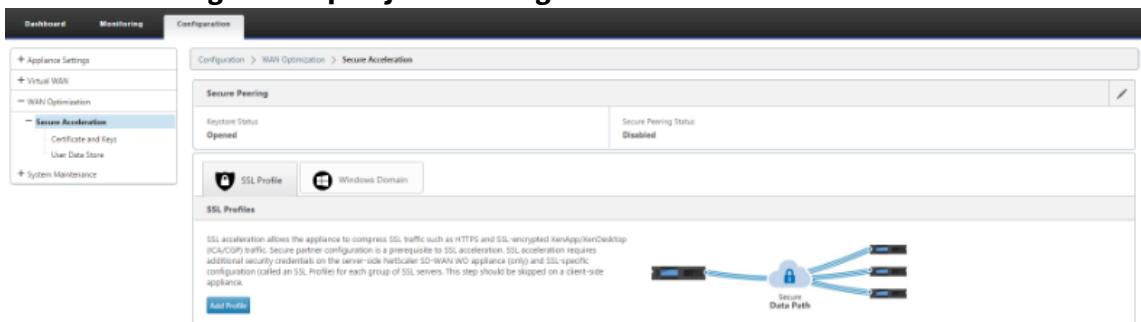 Dashboard Monitoring Configuration
+ Appliance Settings
+ Virtual WAN
− WAN Optimization
− Secure Acceleration
Certificate and Keys
User Data Store
+ System Maintenance
Configuration > WAN Optimization > Secure Acceleration
Secure Peering
Keystore Status
Opened
Secure Peering Status
Disabled
SSL Profile Windows Domain
SSL Profiles
SSL acceleration allows the appliance to compress SSL traffic such as HTTPS and SSL-encrypted XenApp/XenDesktop
(ICA/CGP) traffic. Secure partner configuration is a prerequisite to SSL acceleration. SSL acceleration requires
additional security credentials on the server-side NetScaler SD-WAN WO appliance (only) and SSL-specific
configuration (called an SSL Profile) for each group of SSL servers. This step should be skipped on a client-side
appliance.
Add Profile
Secure
Data Path